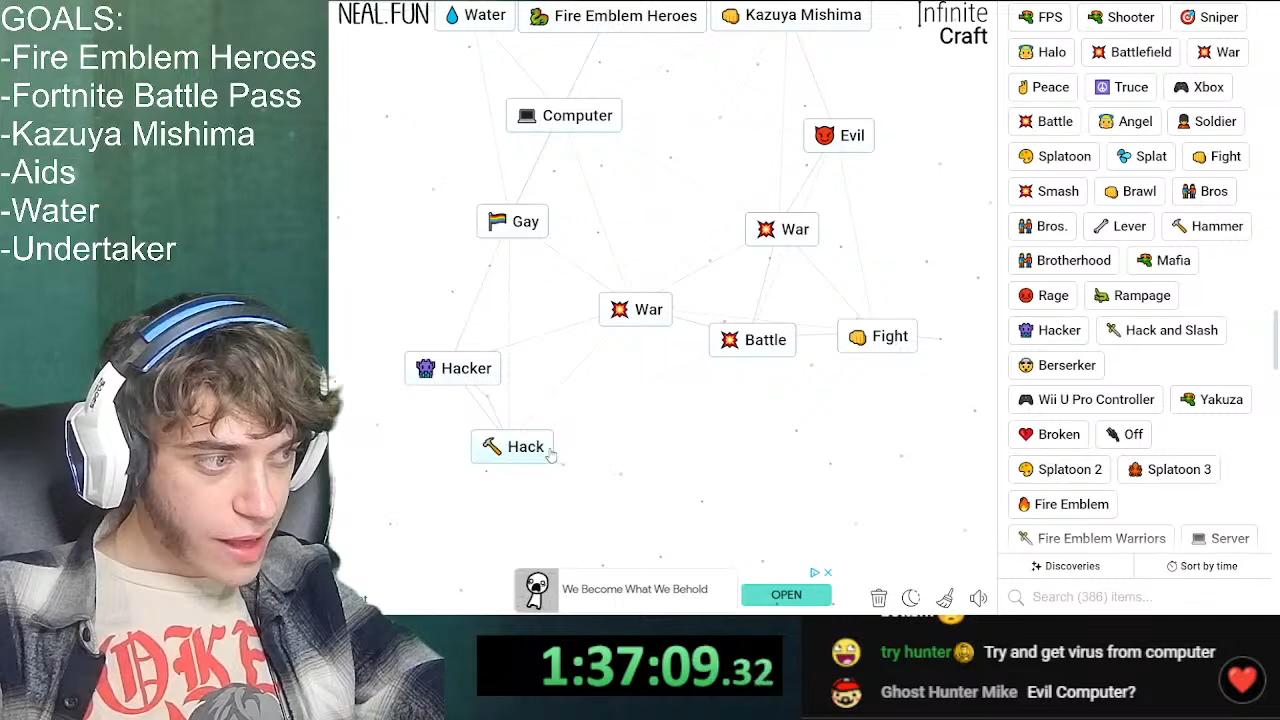 GOALS:
-Fire Emblem Heroes
-Fortnite Battle Pass
-Kazuya Mishima
-Aids
-Water
-Undertaker
NEAL.FUN
Water
Fire Emblem Heroes
Kazuya Mishima
Infinite
Craft
Computer
Evil
Gay
War
War
Battle
Fight
Hacker
Hack
We Become What We Behold
OPEN
FPS
Shooter
Sniper
Halo
Battlefield
War
Peace
Truce
Xbox
Battle
Angel
Soldier
Splatoon
Splat
Fight
Smash
Brawl
Bros
Bros.
Lever
Hammer
Brotherhood
Mafia
Rage
Rampage
Hacker
Hack and Slash
Berserker
Wii U Pro Controller
Yakuza
Broken
Off
Splatoon 2
Splatoon 3
Fire Emblem
Fire Emblem Warriors
Server
Discoveries
Sort by time
Search (386) items...
1:37:09.32
try hunter Try and get virus from computer
Ghost Hunter Mike Evil Computer?